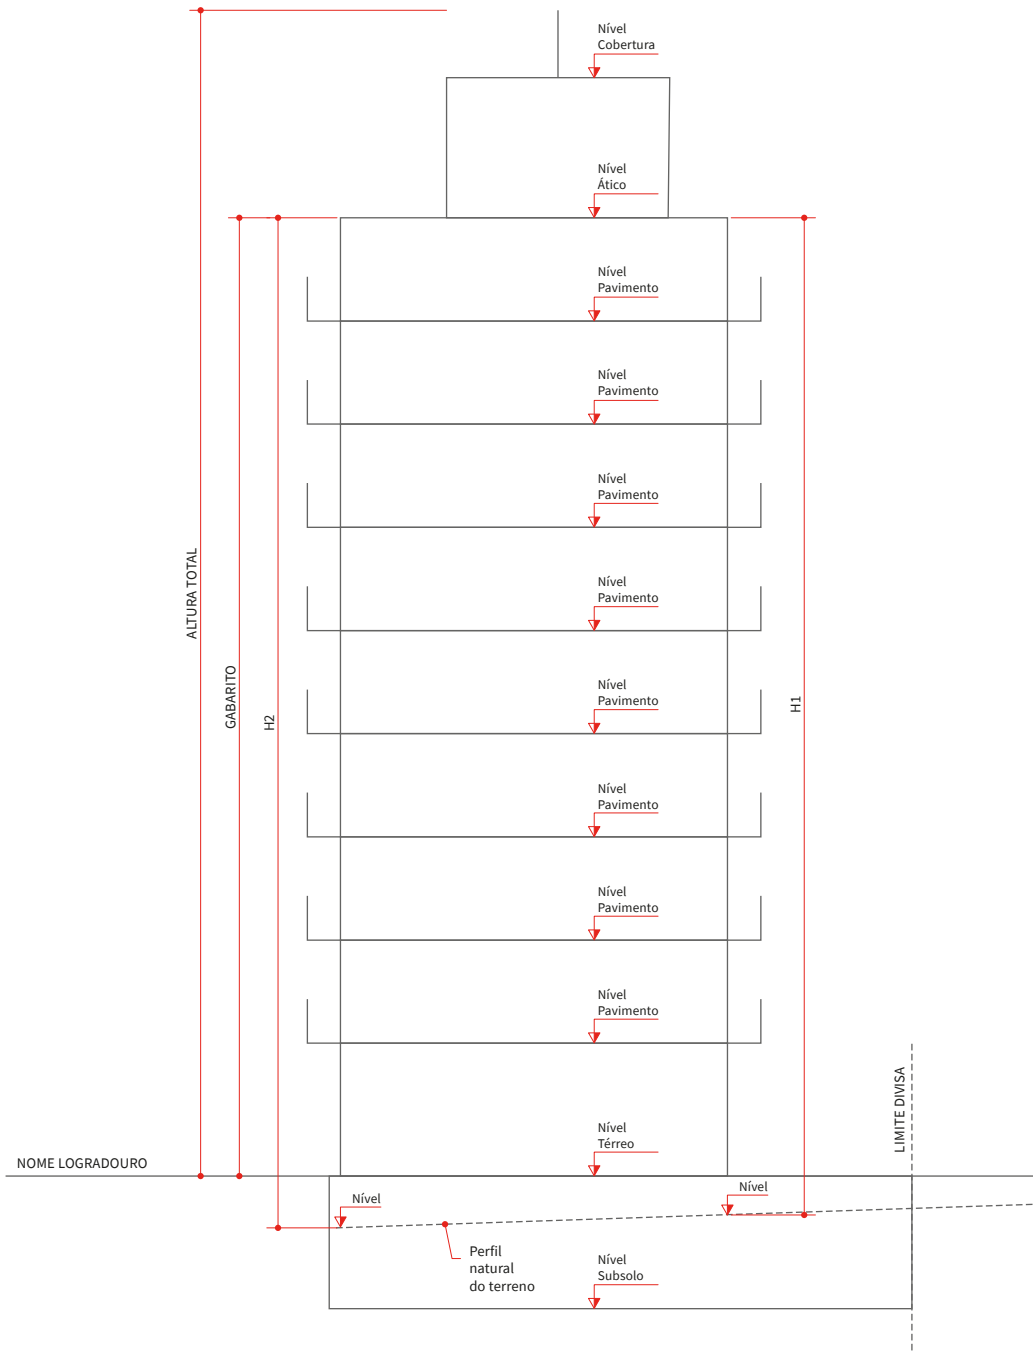 Nível
Cobertura
Nível
Ático
Nível
Pavimento
Nível
Pavimento
Nível
Pavimento
Nível
Pavimento
Nível
Pavimento
Nível
Pavimento
Nível
Pavimento
Nível
Pavimento
ALTURA TOTAL
GABARITO
H2
H1
LIMITE DIVISA
Nível
Térreo
NOME LOGRADOURO
Nível
Nível
Perfil
natural
do terreno
Nível
Subsolo